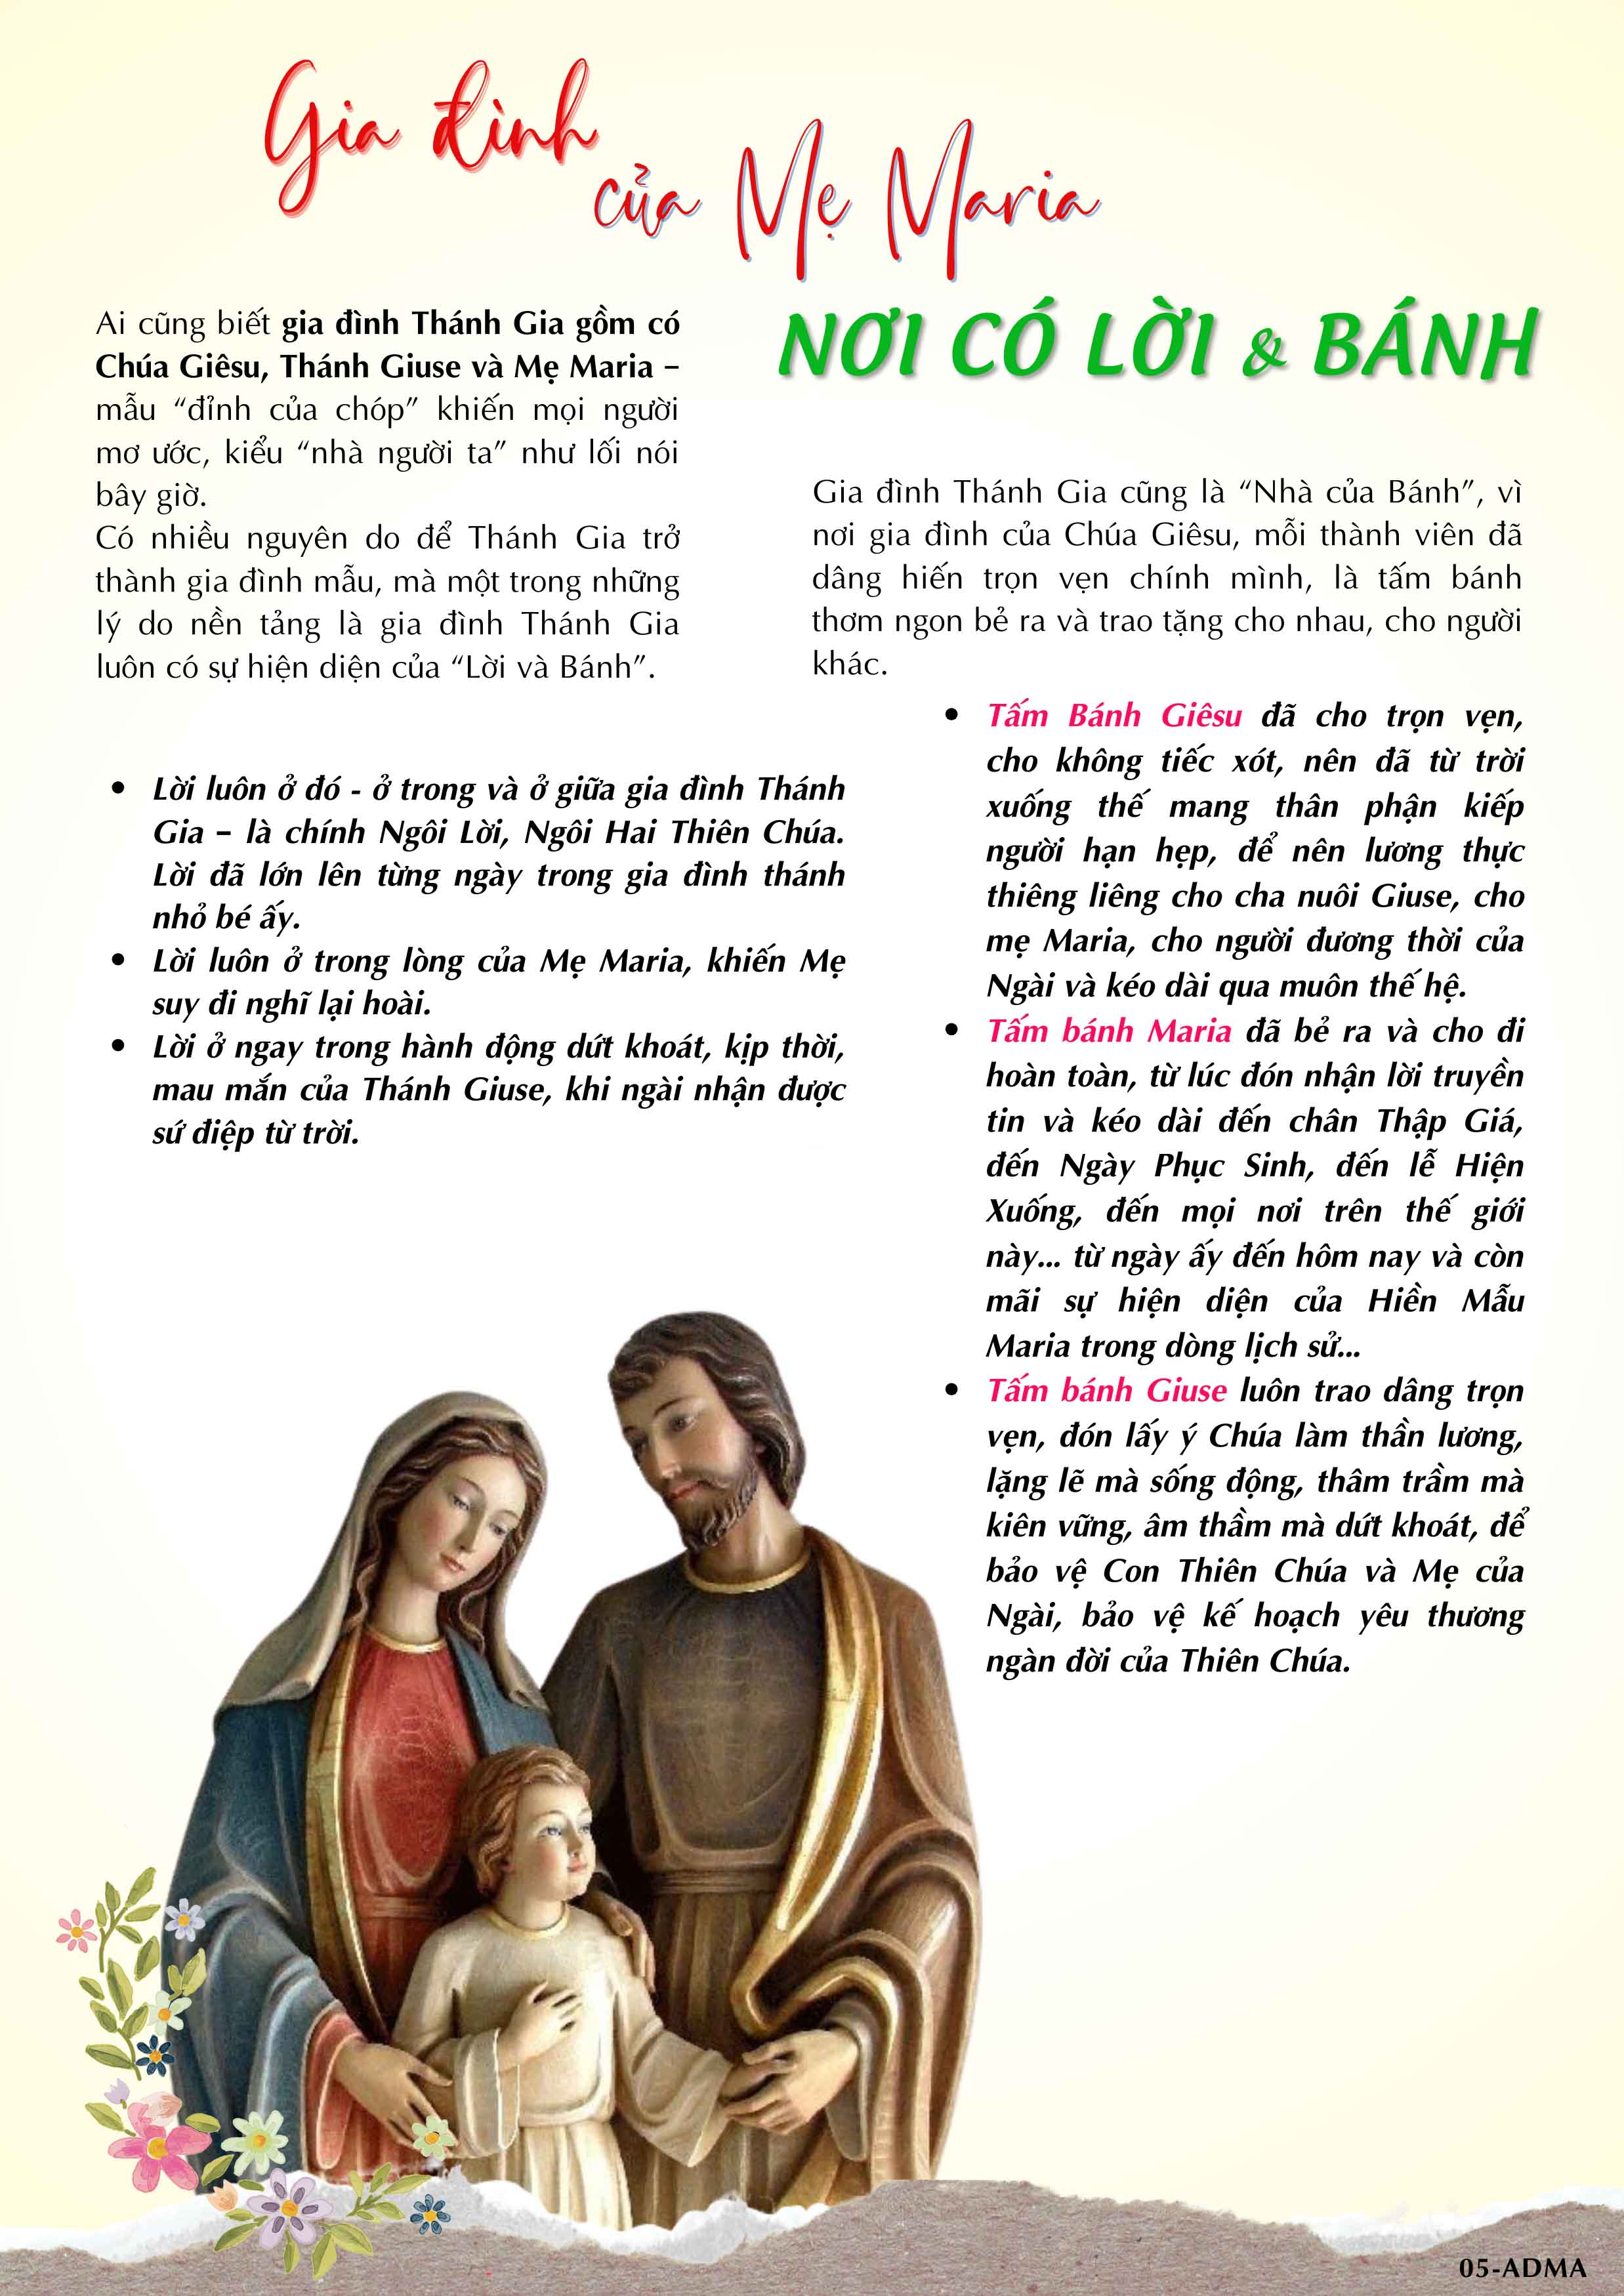 Gia đình
của Mẹ Maria
NƠI CÓ LỜI & BÁNH
Ai cũng biết gia đình Thánh Gia gồm có
Chúa Giêsu, Thánh Giuse và Mẹ Maria –
mẫu “đỉnh của chóp” khiến mọi người
mơ ước, kiểu “nhà người ta” như lối nói
bây giờ.
Có nhiều nguyên do để Thánh Gia trở
thành gia đình mẫu, mà một trong những
lý do nền tảng là gia đình Thánh Gia
luôn có sự hiện diện của “Lời và Bánh”.
• Lời luôn ở đó - ở trong và ở giữa gia đình Thánh
Gia – là chính Ngôi Lời, Ngôi Hai Thiên Chúa.
Lời đã lớn lên từng ngày trong gia đình thánh
nhỏ bé ấy.
• Lời luôn ở trong lòng của Mẹ Maria, khiến Mẹ
suy đi nghĩ lại hoài.
• Lời ở ngay trong hành động dứt khoát, kịp thời,
mau mắn của Thánh Giuse, khi ngài nhận được
sứ điệp từ trời.
Gia đình Thánh Gia cũng là “Nhà của Bánh”, vì
nơi gia đình của Chúa Giêsu, mỗi thành viên đã
dâng hiến trọn vẹn chính mình, là tấm bánh
thơm ngon bẻ ra và trao tặng cho nhau, cho người
khác.
• Tấm Bánh Giêsu đã cho trọn vẹn,
cho không tiếc xót, nên đã từ trời
xuống thế mang thân phận kiếp
người hạn hẹp, để nên lương thực
thiêng liêng cho cha nuôi Giuse, cho
mẹ Maria, cho người đương thời của
Ngài và kéo dài qua muôn thế hệ.
• Tấm bánh Maria đã bẻ ra và cho đi
hoàn toàn, từ lúc đón nhận lời truyền
tin và kéo dài đến chân Thập Giá,
đến Ngày Phục Sinh, đến lễ Hiện
Xuống, đến mọi nơi trên thế giới
này... từ ngày ấy đến hôm nay và còn
mãi sự hiện diện của Hiền Mẫu
Maria trong dòng lịch sử...
• Tấm bánh Giuse luôn trao dâng trọn
vẹn, đón lấy ý Chúa làm thần lương,
lặng lẽ mà sống động, thâm trầm mà
kiên vững, âm thầm mà dứt khoát, để
bảo vệ Con Thiên Chúa và Mẹ của
Ngài, bảo vệ kế hoạch yêu thương
ngàn đời của Thiên Chúa.
05-ADMA